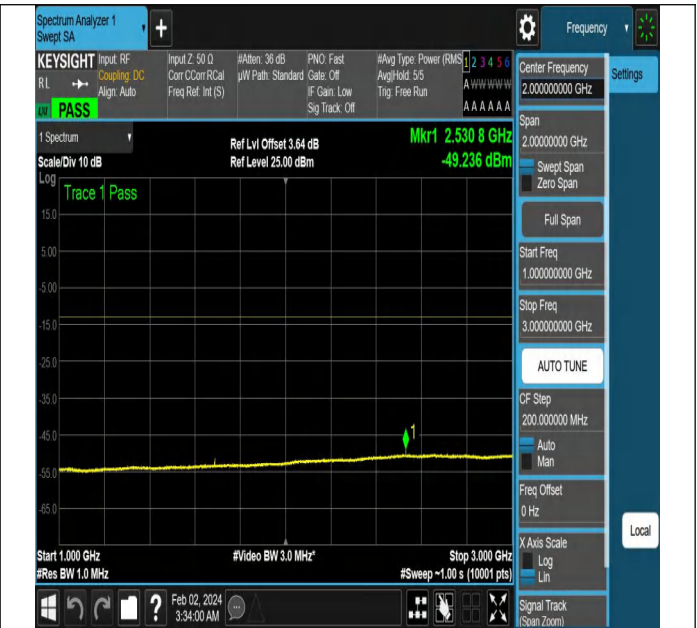 Spectrum Analyzer 1
Swept SA
+
Frequency
KEYSIGHT
RL
Input: RF
Coupling: DC
Align: Auto
Input Z: 50 Ω
Corr CCorr RCal
Freq Ref: Int (S)
#Atten: 36 dB
µW Path: Standard
PNO: Fast
Gate: Off
IF Gain: Low
Sig Track: Off
#Avg Type: Power (RMS
Avg|Hold: 5/5
Trig: Free Run
1 2 3 4 5 6
A W W W W W
A A A A A A
PASS
1 Spectrum
Scale/Div 10 dB
Ref Lvl Offset 3.64 dB
Ref Level 25.00 dBm
Mkr1 2.530 8 GHz
-49.236 dBm
Log
Trace 1 Pass
15.0
5.00
-5.00
-15.0
-25.0
-35.0
-45.0
-55.0
-65.0
1
Start 1.000 GHz
#Res BW 1.0 MHz
#Video BW 3.0 MHz*
Stop 3.000 GHz
#Sweep ~1.00 s (10001 pts)
Center Frequency
2.000000000 GHz
Settings
Span
2.00000000 GHz
Swept Span
Zero Span
Full Span
Start Freq
1.000000000 GHz
Stop Freq
3.000000000 GHz
AUTO TUNE
CF Step
200.000000 MHz
Auto
Man
Freq Offset
0 Hz
X Axis Scale
Log
Lin
Local
Signal Track
(Span Zoom)
?
Feb 02, 2024
3:34:00 AM